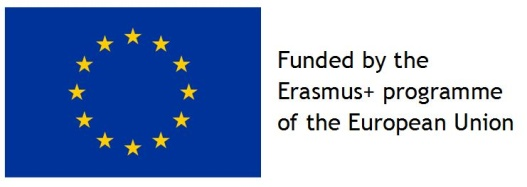 Funded by the
Erasmus+ programme
of the European Union